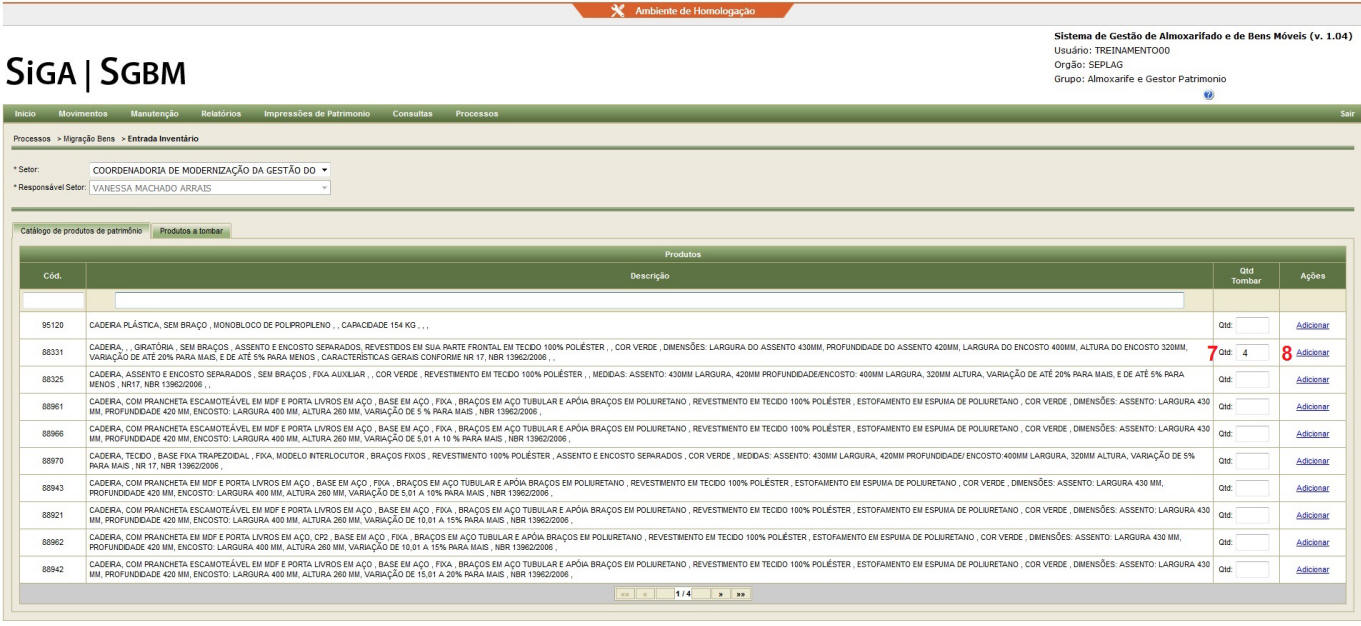 Ambiente de Homologação
Sistema de Gestão de Almoxarifado e de Bens Móveis (v. 1.04)
Usuário: TREINAMENTO00
Orgão: SEPLAG
Grupo: Almoxarife e Gestor Patrimonio
SiGA | SGBM
Início Movimentos Manutenção Relatórios Impressões de Patrimonio Consultas Processos Sair
Processos > Migração Bens > Entrada Inventário
* Setor: COORDENADORIA DE MODERNIZAÇÃO DA GESTÃO DO
* Responsável Setor: VANESSA MACHADO ARRAIS
Catálogo de produtos de patrimônio Produtos a tombar
Produtos
Cód. Descrição Qtd Tombar Ações
95120 CADEIRA PLÁSTICA, SEM BRAÇO , MONOBLOCO DE POLIPROPILENO , , CAPACIDADE 154 KG , , , Qtd: Adicionar
88331 CADEIRA, , , GIRATÓRIA , SEM BRAÇOS , ASSENTO E ENCOSTO SEPARADOS, REVESTIDOS EM SUA PARTE FRONTAL EM TECIDO 100% POLIÉSTER , , COR VERDE , DIMENSÕES: LARGURA DO ASSENTO 430MM, PROFUNDIDADE DO ASSENTO 420MM, LARGURA DO ENCOSTO 400MM, ALTURA DO ENCOSTO 320MM, 7 Qtd: 4 8 Adicionar
VARIAÇÃO DE ATÉ 20% PARA MAIS, E DE ATÉ 5% PARA MENOS , CARACTERÍSTICAS GERAIS CONFORME NR 17, NBR 13962/2006 , ,
88325 CADEIRA, ASSENTO E ENCOSTO SEPARADOS , SEM BRAÇOS , FIXA AUXILIAR , , COR VERDE , REVESTIMENTO EM TECIDO 100% POLIÉSTER , , MEDIDAS: ASSENTO: 430MM LARGURA, 420MM PROFUNDIDADE/ENCOSTO: 400MM LARGURA, 320MM ALTURA, VARIAÇÃO DE ATÉ 20% PARA MAIS, E DE ATÉ 5% PARA Qtd: Adicionar
MENOS , NR17, NBR 13962/2006 , ,
88961 CADEIRA, COM PRANCHETA ESCAMOTEÁVEL EM MDF E PORTA LIVROS EM AÇO , BASE EM AÇO , FIXA , BRAÇOS EM AÇO TUBULAR E APÓIA BRAÇOS EM POLIURETANO , REVESTIMENTO EM TECIDO 100% POLIÉSTER , ESTOFAMENTO EM ESPUMA DE POLIURETANO , COR VERDE , DIMENSÕES: ASSENTO: LARGURA 430 Qtd: Adicionar
MM, PROFUNDIDADE 420 MM, ENCOSTO: LARGURA 400 MM, ALTURA 260 MM, VARIAÇÃO DE 5 % PARA MAIS , NBR 13962/2006 ,
88966 CADEIRA, COM PRANCHETA ESCAMOTEÁVEL EM MDF E PORTA LIVROS EM AÇO , BASE EM AÇO , FIXA , BRAÇOS EM AÇO TUBULAR E APÓIA BRAÇOS EM POLIURETANO , REVESTIMENTO EM TECIDO 100% POLIÉSTER , ESTOFAMENTO EM ESPUMA DE POLIURETANO , COR VERDE , DIMENSÕES: ASSENTO: LARGURA 430 Qtd: Adicionar
MM, PROFUNDIDADE 420 MM, ENCOSTO: LARGURA 400 MM, ALTURA 260 MM, VARIAÇÃO DE 5,01 A 10 % PARA MAIS , NBR 13962/2006 ,
88970 CADEIRA, TECIDO , BASE FIXA TRAPEZOIDAL , FIXA, MODELO INTERLOCUTOR , BRAÇOS FIXOS , REVESTIMENTO 100% POLIÉSTER , ASSENTO E ENCOSTO SEPARADOS , COR VERDE , MEDIDAS: ASSENTO: 430MM LARGURA, 420MM PROFUNDIDADE/ ENCOSTO:400MM LARGURA, 320MM ALTURA, VARIAÇÃO DE 5% Qtd: Adicionar
PARA MAIS , NR 17, NBR 13962/2006 ,
88943 CADEIRA, COM PRANCHETA EM MDF E PORTA LIVROS EM AÇO , BASE EM AÇO , FIXA , BRAÇOS EM AÇO TUBULAR E APÓIA BRAÇOS EM POLIURETANO , REVESTIMENTO EM TECIDO 100% POLIÉSTER , ESTOFAMENTO EM ESPUMA DE POLIURETANO , COR VERDE , DIMENSÕES: ASSENTO: LARGURA 430 MM, Qtd: Adicionar
PROFUNDIDADE 420 MM, ENCOSTO: LARGURA 400 MM, ALTURA 260 MM, VARIAÇÃO DE 5,01 A 10% PARA MAIS , NBR 13962/2006 ,
88921 CADEIRA, COM PRANCHETA ESCAMOTEÁVEL EM MDF E PORTA LIVROS EM AÇO , BASE EM AÇO , FIXA , BRAÇOS EM AÇO TUBULAR E APÓIA BRAÇOS EM POLIURETANO , REVESTIMENTO EM TECIDO 100% POLIÉSTER , ESTOFAMENTO EM ESPUMA DE POLIURETANO , COR VERDE , DIMENSÕES: ASSENTO: LARGURA 430 Qtd: Adicionar
MM, PROFUNDIDADE 420 MM, ENCOSTO: LARGURA 400 MM, ALTURA 260 MM, VARIAÇÃO DE 10,01 A 15% PARA MAIS , NBR 13962/2006 ,
88962 CADEIRA, COM PRANCHETA EM MDF E PORTA LIVROS EM AÇO, CP2 , BASE EM AÇO , FIXA , BRAÇOS EM AÇO TUBULAR E APÓIA BRAÇOS EM POLIURETANO , REVESTIMENTO EM TECIDO 100% POLIÉSTER , ESTOFAMENTO EM ESPUMA DE POLIURETANO , COR VERDE , DIMENSÕES: ASSENTO: LARGURA 430 MM, Qtd: Adicionar
PROFUNDIDADE 420 MM, ENCOSTO: LARGURA 400 MM, ALTURA 260 MM, VARIAÇÃO DE 10,01 A 15% PARA MAIS , NBR 13962/2006 ,
88942 CADEIRA, COM PRANCHETA ESCAMOTEÁVEL EM MDF E PORTA LIVROS EM AÇO , BASE EM AÇO , FIXA , BRAÇOS EM AÇO TUBULAR E APÓIA BRAÇOS EM POLIURETANO , REVESTIMENTO EM TECIDO 100% POLIÉSTER , ESTOFAMENTO EM ESPUMA DE POLIURETANO , COR VERDE , DIMENSÕES: ASSENTO: LARGURA 430 Qtd: Adicionar
MM, PROFUNDIDADE 420 MM, ENCOSTO: LARGURA 400 MM, ALTURA 260 MM, VARIAÇÃO DE 15,01 A 20% PARA MAIS , NBR 13962/2006 ,
«« « 1 / 4 » »»